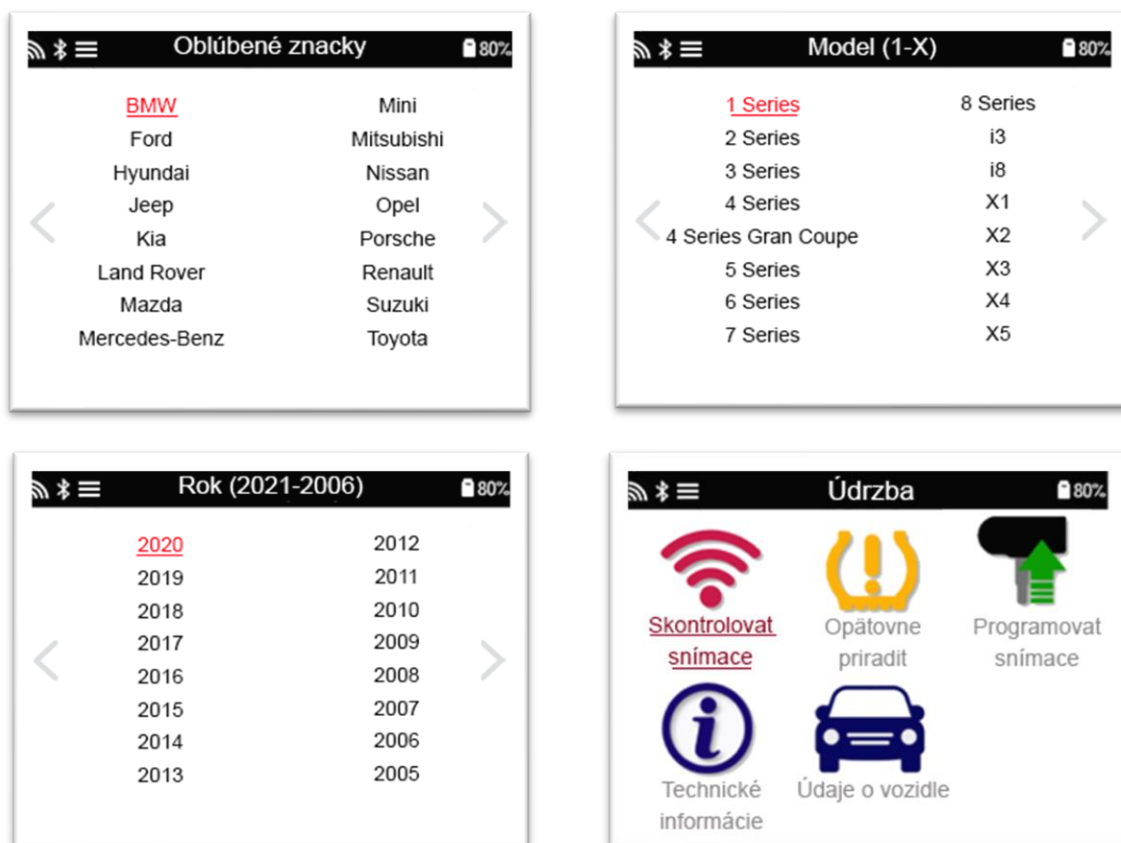 Oblúbené znacky
80%
BMW
Mini
Ford
Mitsubishi
Hyundai
Nissan
Jeep
Opel
Kia
Porsche
Land Rover
Renault
Mazda
Suzuki
Mercedes-Benz
Toyota
Model (1-X)
80%
1 Series
8 Series
2 Series
i3
3 Series
i8
4 Series
X1
4 Series Gran Coupe
X2
5 Series
X3
6 Series
X4
7 Series
X5
Rok (2021-2006)
80%
2020
2012
2019
2011
2018
2010
2017
2009
2016
2008
2015
2007
2014
2006
2013
2005
Údrzba
80%
Skontrolovat
snímace
Opätovne
priradit
Programovat
snímace
Technické
informácie
Údaje o vozidle